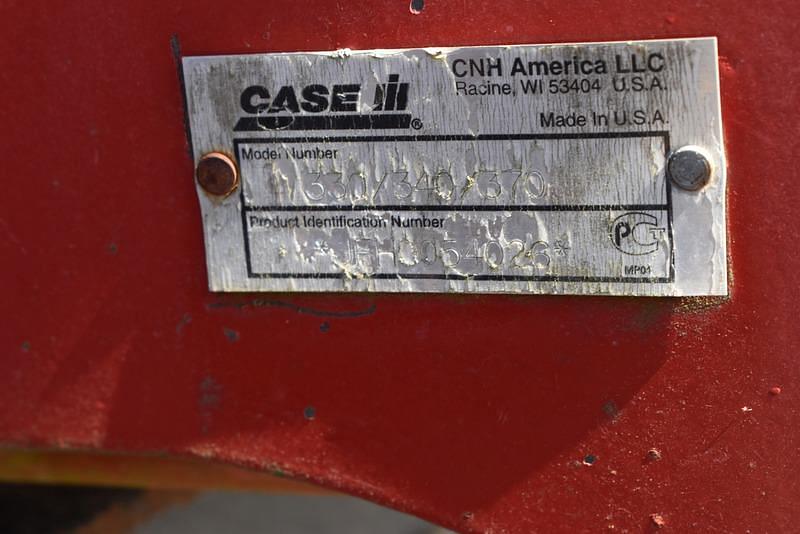 CASE IH®
CNH America LLC
Racine, WI 53404 U.S.A.
Made In U.S.A.
Model Number
330/340/370
Product Identification Number
PCT
MP01